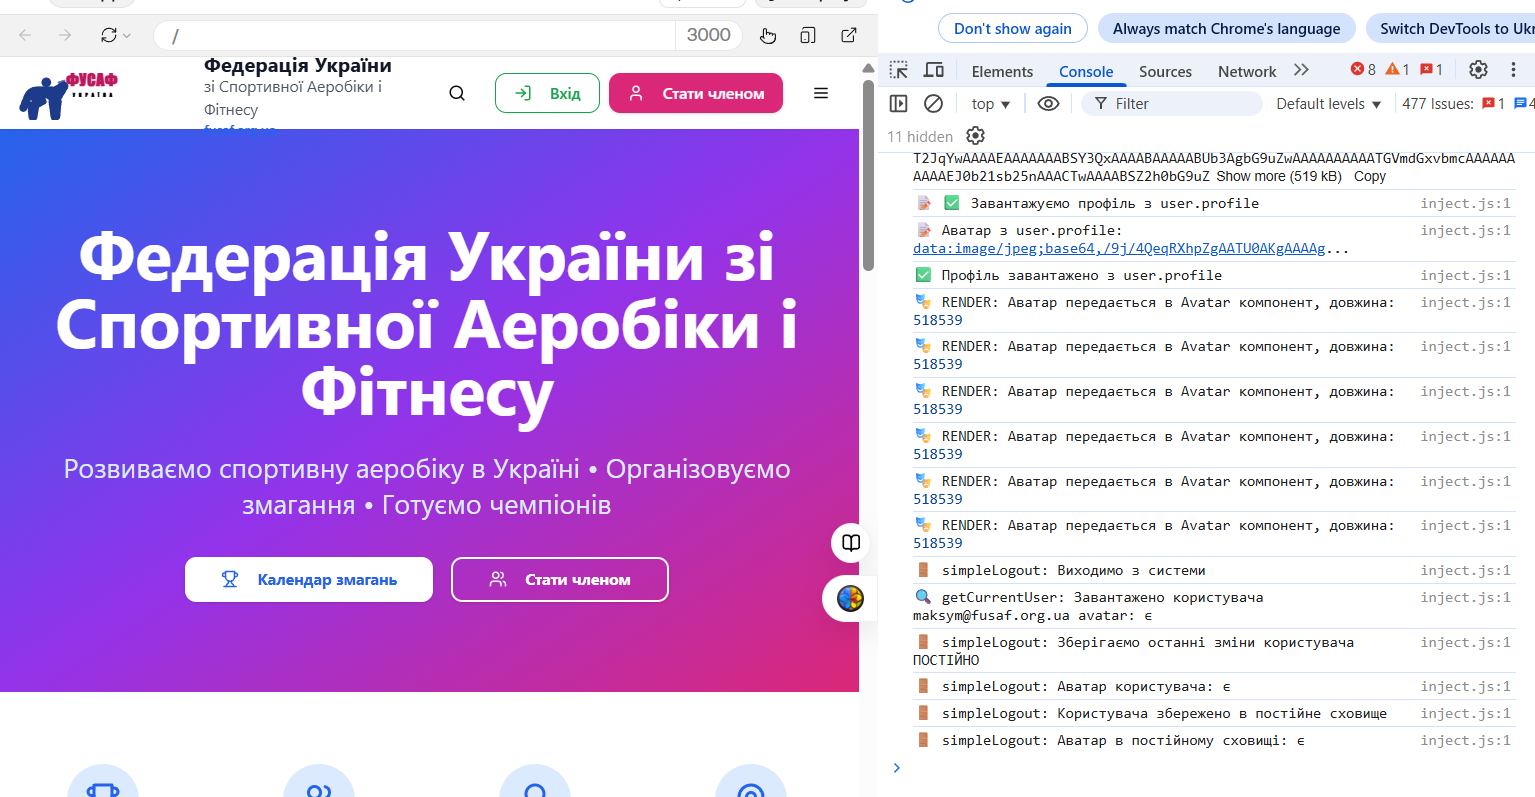 /
3000
ФУСАФ
УКРАЇНА
Федерація України
зі Спортивної Аеробіки і
Фітнесу
fusaf.org.ua
Вхід
Стати членом
Федерація України зі
Спортивної Аеробіки і
Фітнесу
Розвиваємо спортивну аеробіку в Україні • Організовуємо
змагання • Готуємо чемпіонів
Календар змагань
Стати членом
Don't show again
Always match Chrome's language
Switch DevTools to Ukr
Elements
Console
Sources
Network
8
1
1
top
Filter
Default levels
477 Issues:
1
4
11 hidden
T2JqYwAAAAEAAAAAAABSY3QxAAAABAAAAABUb3AgbG9uZwAAAAAAAAAATGVmdGxvbmcAAAAAA
AAAAEJ0b21sb25nAAACTwAAAABSZ2h0bG9uZ Show more (519 kB) Copy
Завантажуємо профіль з user.profile inject.js:1
Аватар з user.profile: inject.js:1
data:image/jpeg;base64,/9j/4QeqRXhpZgAATU0AKgAAAAg...
Профіль завантажено з user.profile inject.js:1
RENDER: Аватар передається в Avatar компонент, довжина: inject.js:1
518539
RENDER: Аватар передається в Avatar компонент, довжина: inject.js:1
518539
RENDER: Аватар передається в Avatar компонент, довжина: inject.js:1
518539
RENDER: Аватар передається в Avatar компонент, довжина: inject.js:1
518539
RENDER: Аватар передається в Avatar компонент, довжина: inject.js:1
518539
RENDER: Аватар передається в Avatar компонент, довжина: inject.js:1
518539
simpleLogout: Виходимо з системи inject.js:1
getCurrentUser: Завантажено користувача inject.js:1
maksym@fusaf.org.ua avatar: є
simpleLogout: Зберігаємо останні зміни користувача inject.js:1
ПОСТІЙНО
simpleLogout: Аватар користувача: є inject.js:1
simpleLogout: Користувача збережено в постійне сховище inject.js:1
simpleLogout: Аватар в постійному сховищі: є inject.js:1